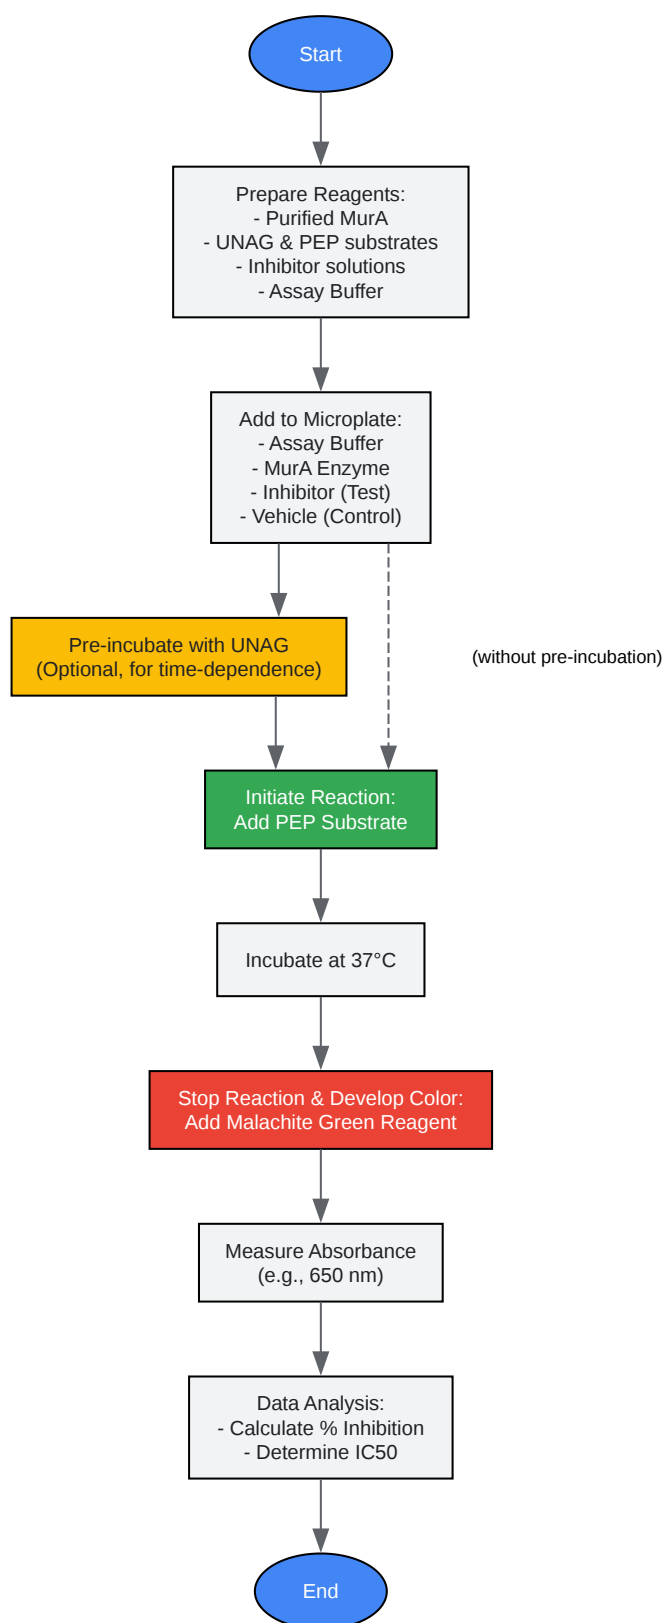 Start
Prepare Reagents:
- Purified MurA
- UNAG & PEP substrates
- Inhibitor solutions
- Assay Buffer
Add to Microplate:
- Assay Buffer
- MurA Enzyme
- Inhibitor (Test)
- Vehicle (Control)
Pre-incubate with UNAG
(Optional, for time-dependence)
(without pre-incubation)
Initiate Reaction:
Add PEP Substrate
Incubate at 37°C
Stop Reaction & Develop Color:
Add Malachite Green Reagent
Measure Absorbance
(e.g., 650 nm)
Data Analysis:
- Calculate % Inhibition
- Determine IC50
End